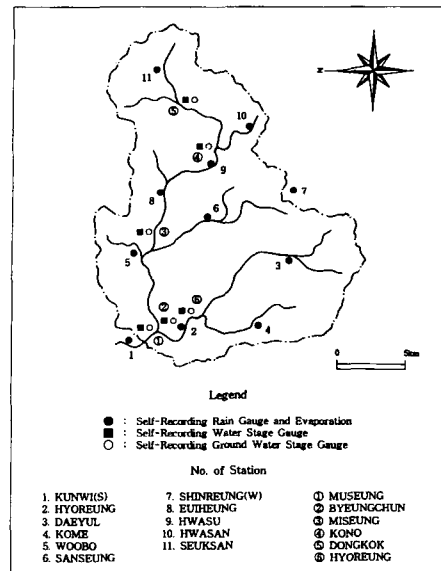 11
⑤
10
④
9
7
8
6
③
5
3
② ⑥
2
4
1
①
0 5km
Legend
● : Self-Recording Rain Gauge and Evaporation
■ : Self-Recording Water Stage Gauge
○ : Self-Recording Ground Water Stage Gauge
No. of Station
1. KUNWI(S) 7. SHINREUNG(W) ① MUSEUNG
2. HYOREUNG 8. EUIHEUNG ② BYEUNGCHUN
3. DAEYUL 9. HWASU ③ MISEUNG
4. KOME 10. HWASAN ④ KONO
5. WOOBO 11. SEUKSAN ⑤ DONGKOK
6. SANSEUNG ⑥ HYOREUNG